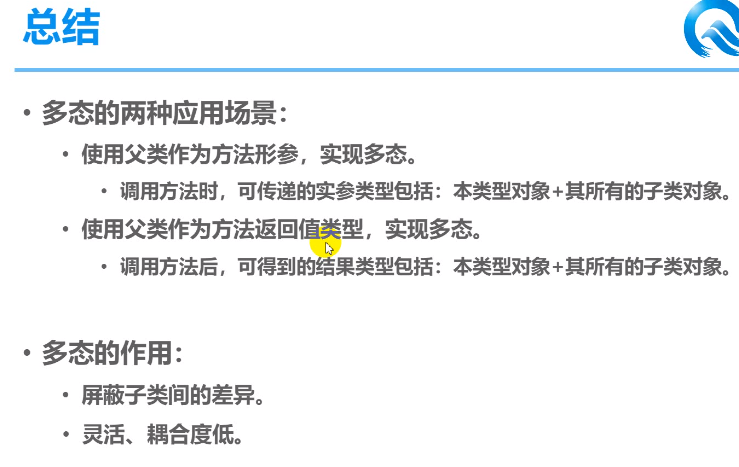 总结
• 多态的两种应用场景：
• 使用父类作为方法形参，实现多态。
• 调用方法时，可传递的实参类型包括：本类型对象+其所有的子类对象。
• 使用父类作为方法返回值类型，实现多态。
• 调用方法后，可得到的结果类型包括：本类型对象+其所有的子类对象。
• 多态的作用：
• 屏蔽子类间的差异。
• 灵活、耦合度低。